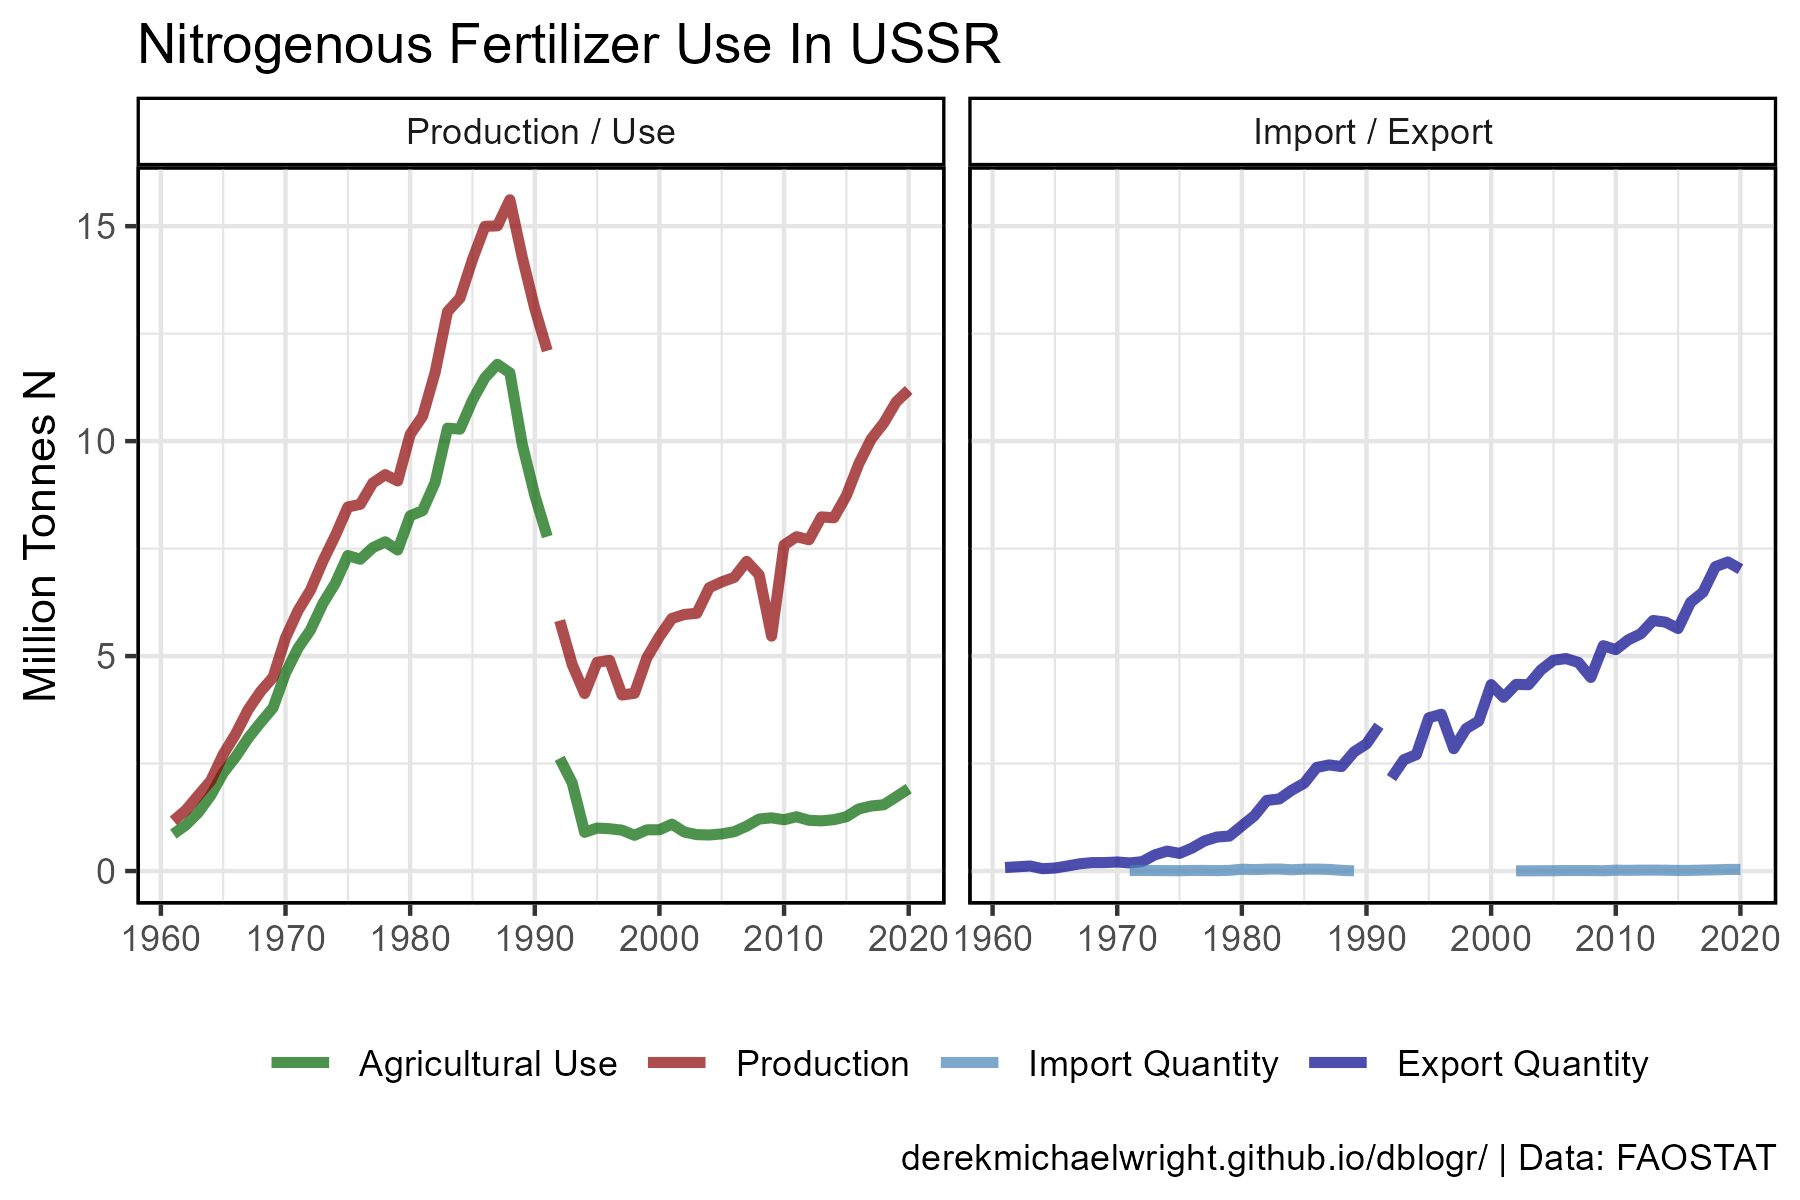 Nitrogenous Fertilizer Use In USSR
Production / Use
Import / Export
Million Tonnes N
15
10
5
0
1960 1970 1980 1990 2000 2010 2020
1960 1970 1980 1990 2000 2010 2020
Agricultural Use Production Import Quantity Export Quantity
derekmichaelwright.github.io/dblogr/ | Data: FAOSTAT